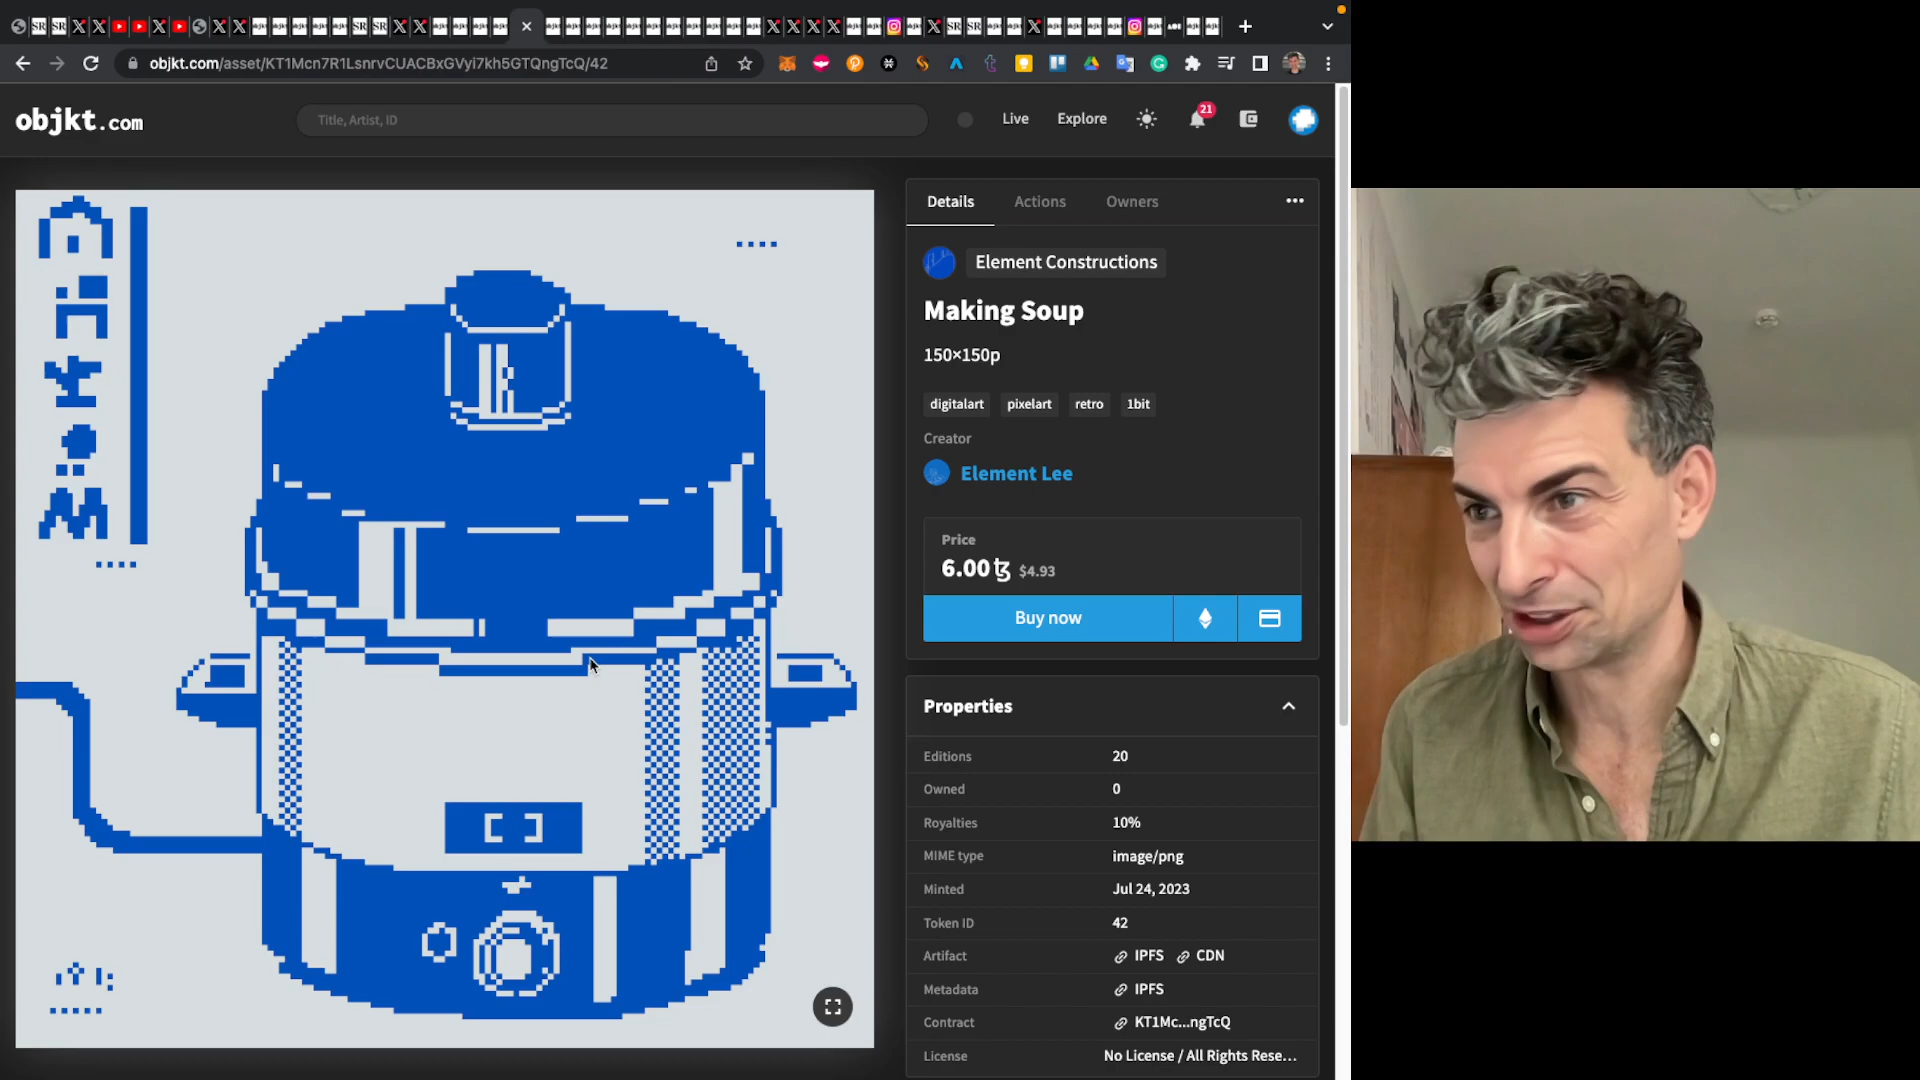 objkt.com/asset/KT1Mcn7R1LsnrvCUACBxGVyi7kh5GTQngTcQ/42
objkt.com
Title, Artist, ID
Live
Explore
21
Details
Actions
Owners
Element Constructions
Making Soup
150×150p
digitalart
pixelart
retro
1bit
Creator
Element Lee
Price
6.00ꜩ $4.93
Buy now
Properties
Editions 20
Owned 0
Royalties 10%
MIME type image/png
Minted Jul 24, 2023
Token ID 42
Artifact IPFS CDN
Metadata IPFS
Contract KT1Mc...ngTcQ
License No License / All Rights Rese...